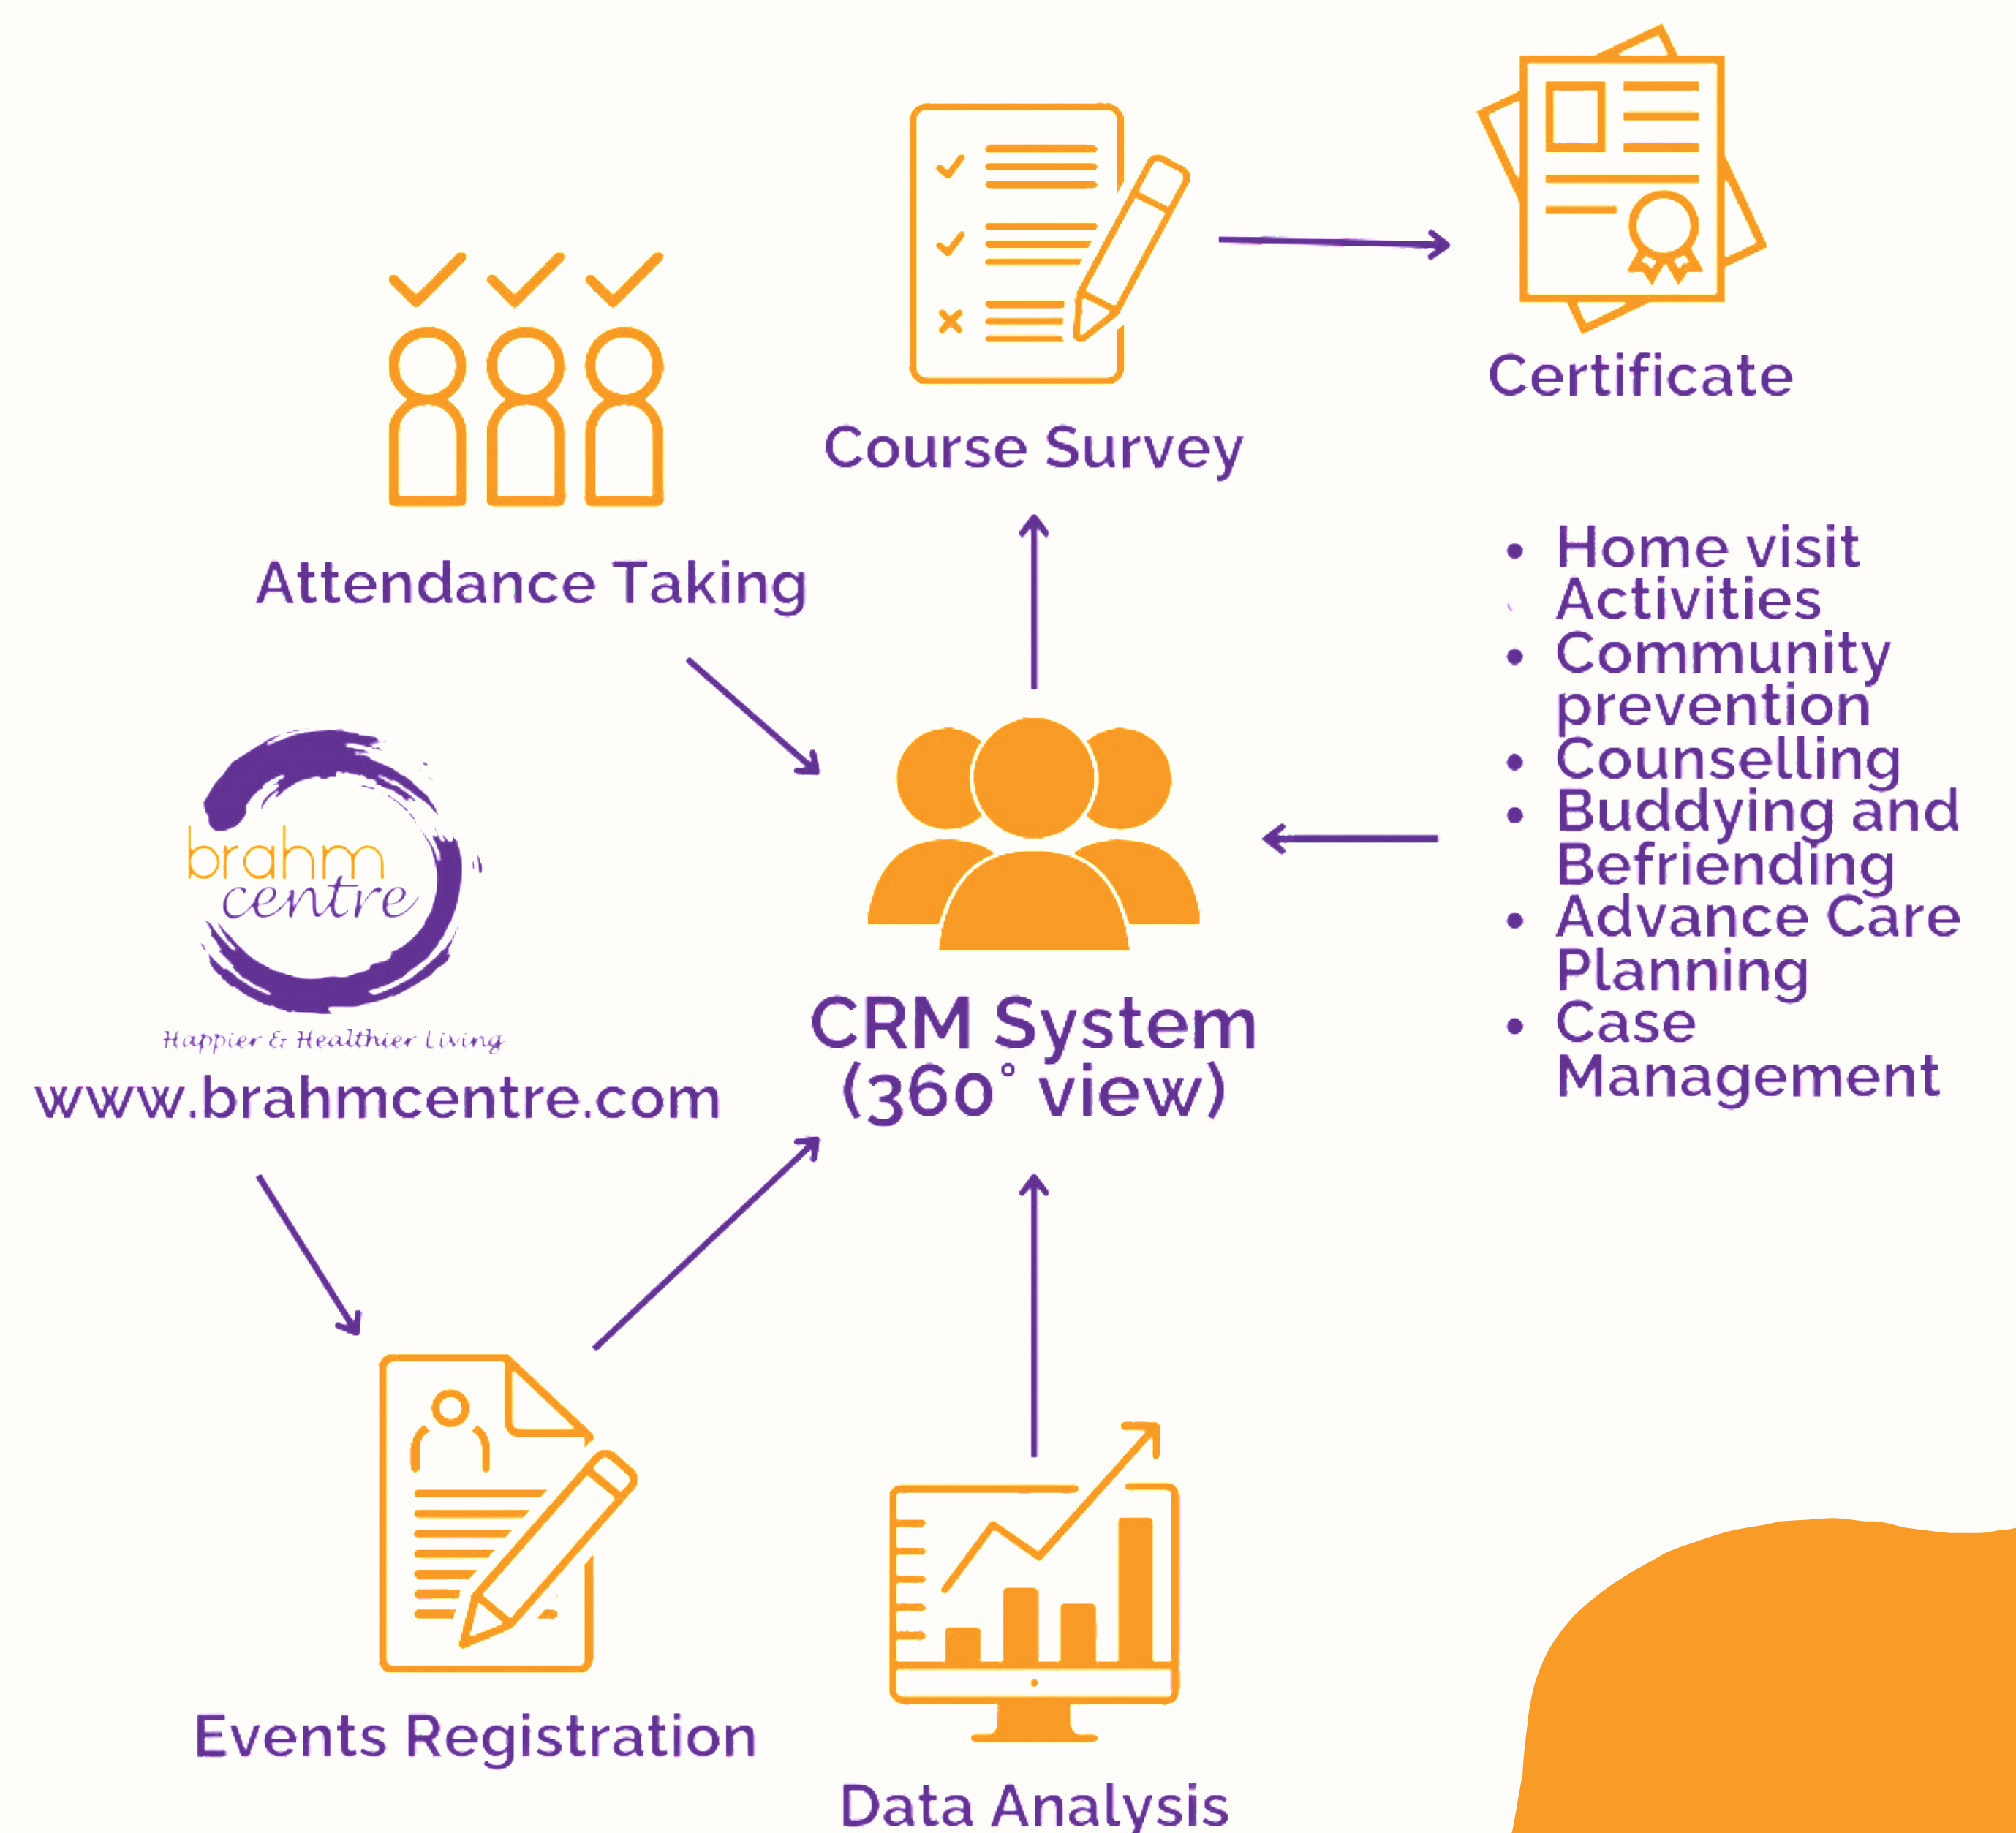 Certificate
Course Survey
Attendance Taking
• Home visit
Activities
• Community
prevention
• Counselling
• Buddying and
Befriending
• Advance Care
Planning
• Case
Management
brahm
centre
Happier & Healthier Living
www.brahmcentre.com
CRM System
(360° view)
Events Registration
Data Analysis